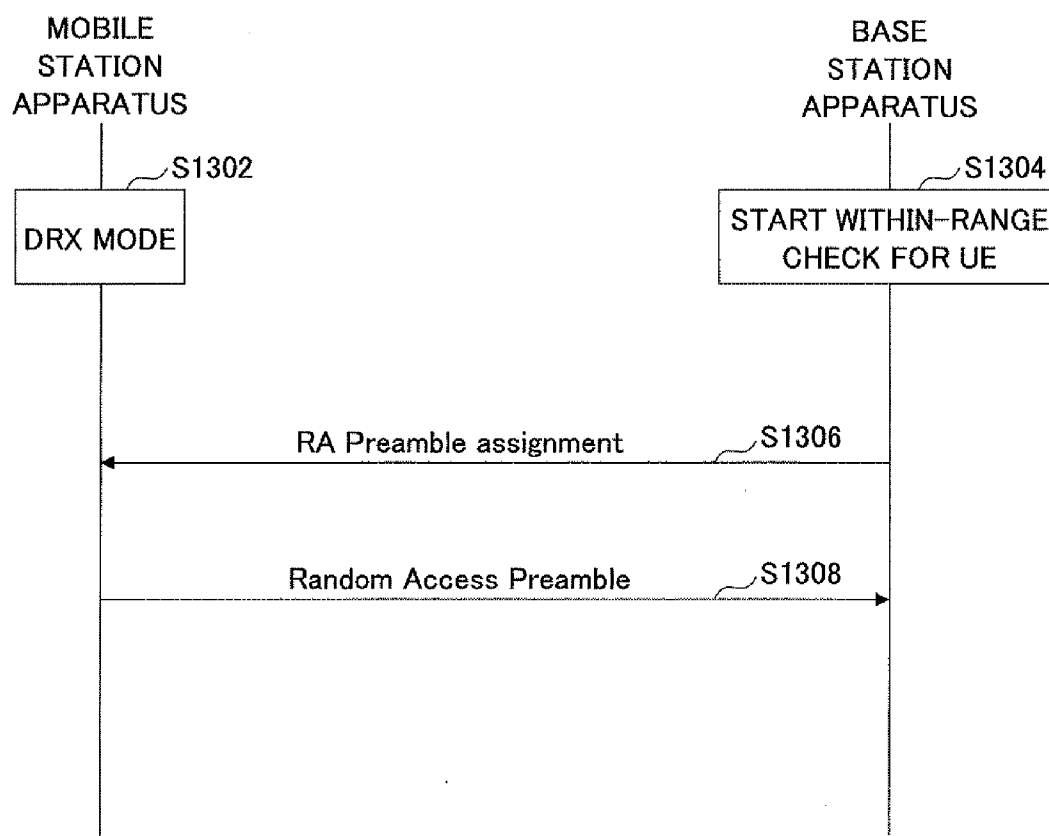 MOBILE
STATION
APPARATUS
BASE
STATION
APPARATUS
S1302
S1304
DRX MODE
START WITHIN-RANGE
CHECK FOR UE
RA Preamble assignment
S1306
Random Access Preamble
S1308